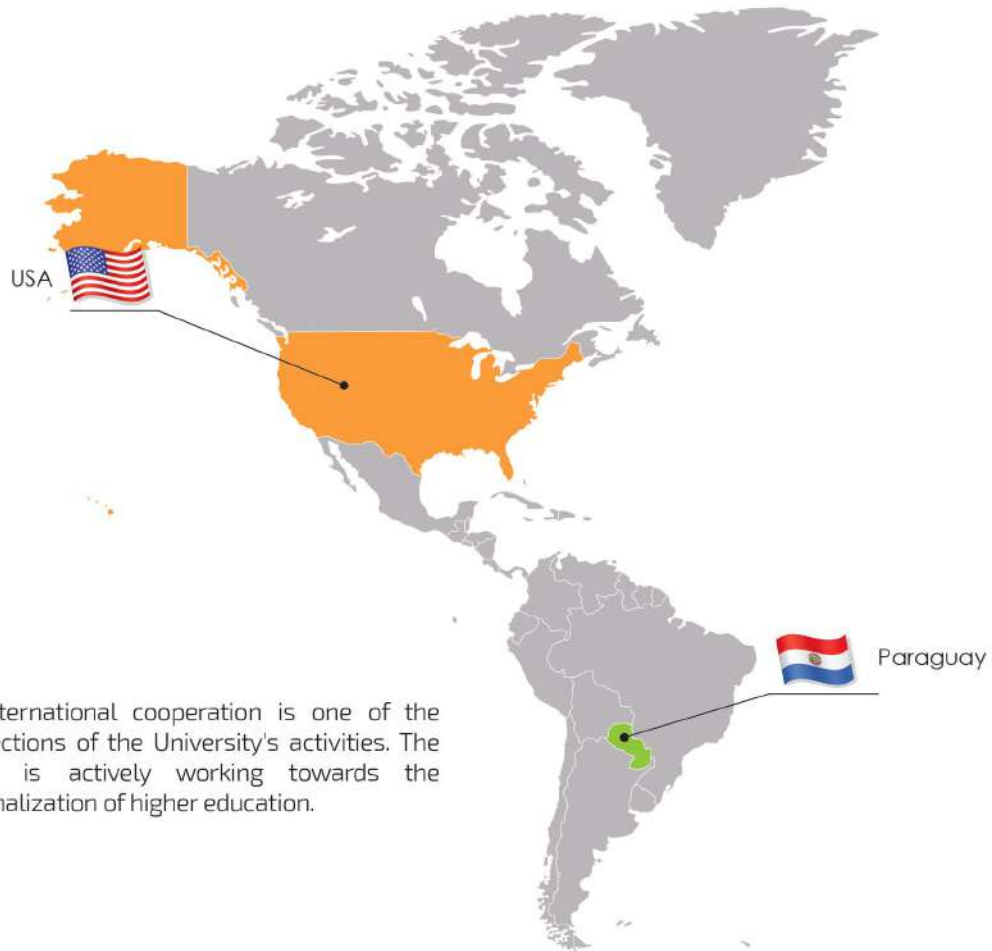 USA
Paraguay
ternational cooperation is one of the
ctions of the University's activities. The
is actively working towards the
nalization of higher education.